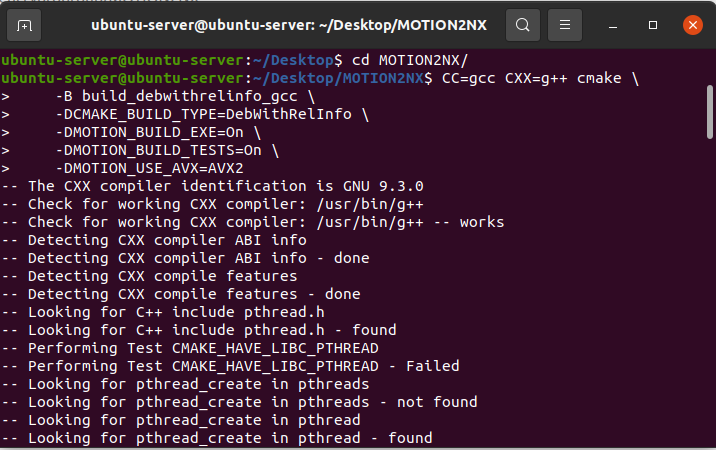 ubuntu-server@ubuntu-server: ~/Desktop/MOTION2NX
ubuntu-server@ubuntu-server:~/Desktop$ cd MOTION2NX/
ubuntu-server@ubuntu-server:~/Desktop/MOTION2NX$ CC=gcc CXX=g++ cmake \
>     -B build_debwithrelinfo_gcc \
>     -DCMAKE_BUILD_TYPE=DebWithRelInfo \
>     -DMOTION_BUILD_EXE=On \
>     -DMOTION_BUILD_TESTS=On \
>     -DMOTION_USE_AVX=AVX2
-- The CXX compiler identification is GNU 9.3.0
-- Check for working CXX compiler: /usr/bin/g++
-- Check for working CXX compiler: /usr/bin/g++ -- works
-- Detecting CXX compiler ABI info
-- Detecting CXX compiler ABI info - done
-- Detecting CXX compile features
-- Detecting CXX compile features - done
-- Looking for C++ include pthread.h
-- Looking for C++ include pthread.h - found
-- Performing Test CMAKE_HAVE_LIBC_PTHREAD
-- Performing Test CMAKE_HAVE_LIBC_PTHREAD - Failed
-- Looking for pthread_create in pthreads
-- Looking for pthread_create in pthreads - not found
-- Looking for pthread_create in pthread
-- Looking for pthread_create in pthread - found